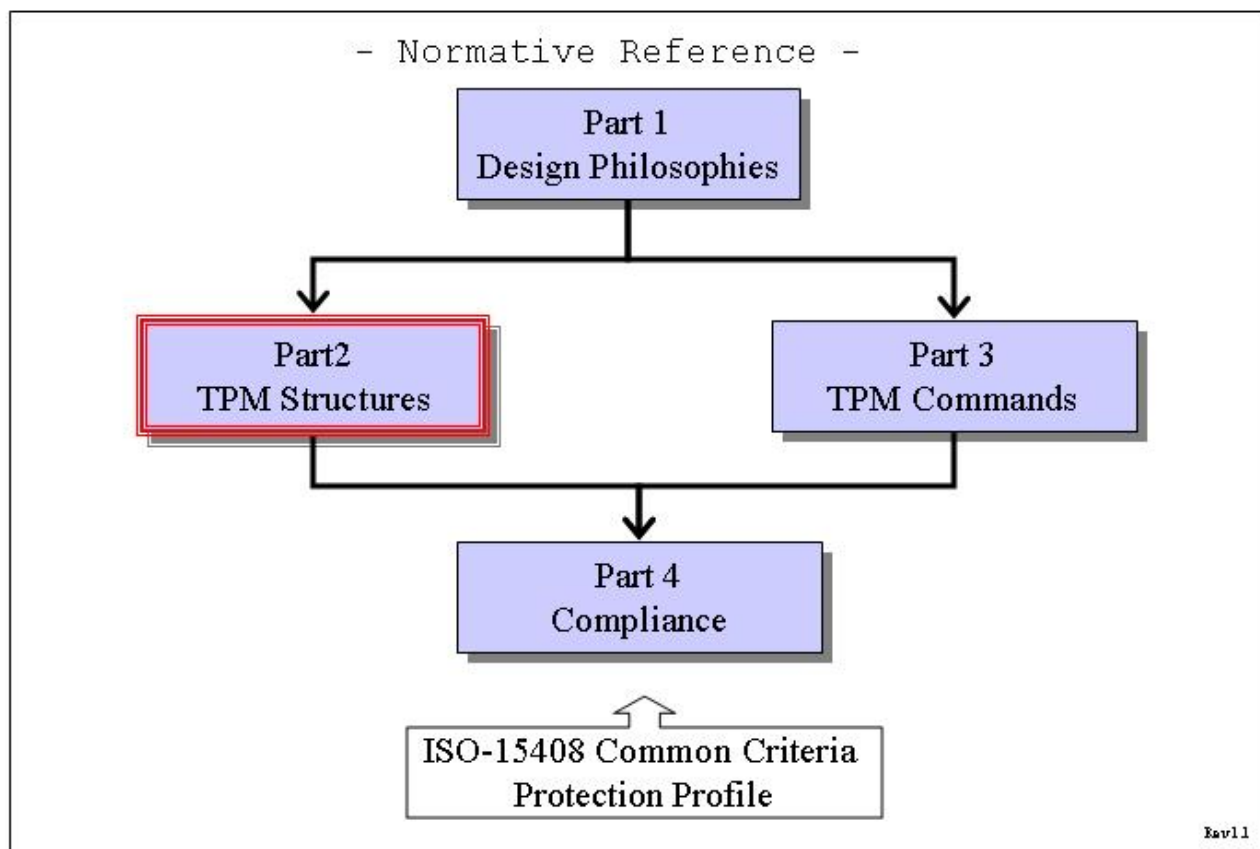 - Normative Reference -
Part 1
Design Philosophies
Part2
TPM Structures
Part 3
TPM Commands
Part 4
Compliance
ISO-15408 Common Criteria
Protection Profile
Rev11